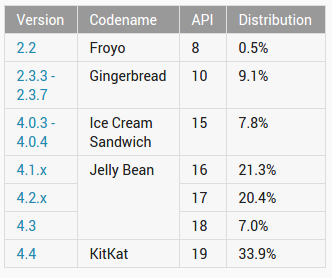 Version Codename API Distribution
2.2 Froyo 8 0.5%
2.3.3 - Gingerbread 10 9.1%
2.3.7
4.0.3 - Ice Cream 15 7.8%
4.0.4 Sandwich
4.1.x Jelly Bean 16 21.3%
4.2.x 17 20.4%
4.3 18 7.0%
4.4 KitKat 19 33.9%